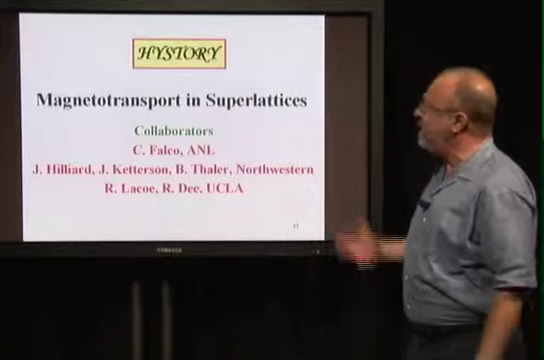 HYSTORY
Magnetotransport in Superlattices
Collaborators
C. Falco, ANL
J. Hilliard, J. Ketterson, B. Thaler, Northwestern
R. Lacoe, R. Dee, UCLA